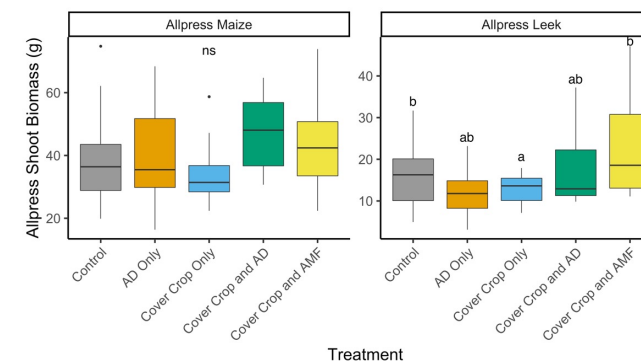 Allpress Maize
Allpress Leek
Allpress Shoot Biomass (g)
60
40
20
ns
40
30
20
10
b
ab
a
ab
b
Control
AD Only
Cover Crop Only
Cover Crop and AD
Cover Crop and AMF
Control
AD Only
Cover Crop Only
Cover Crop and AD
Cover Crop and AMF
Treatment